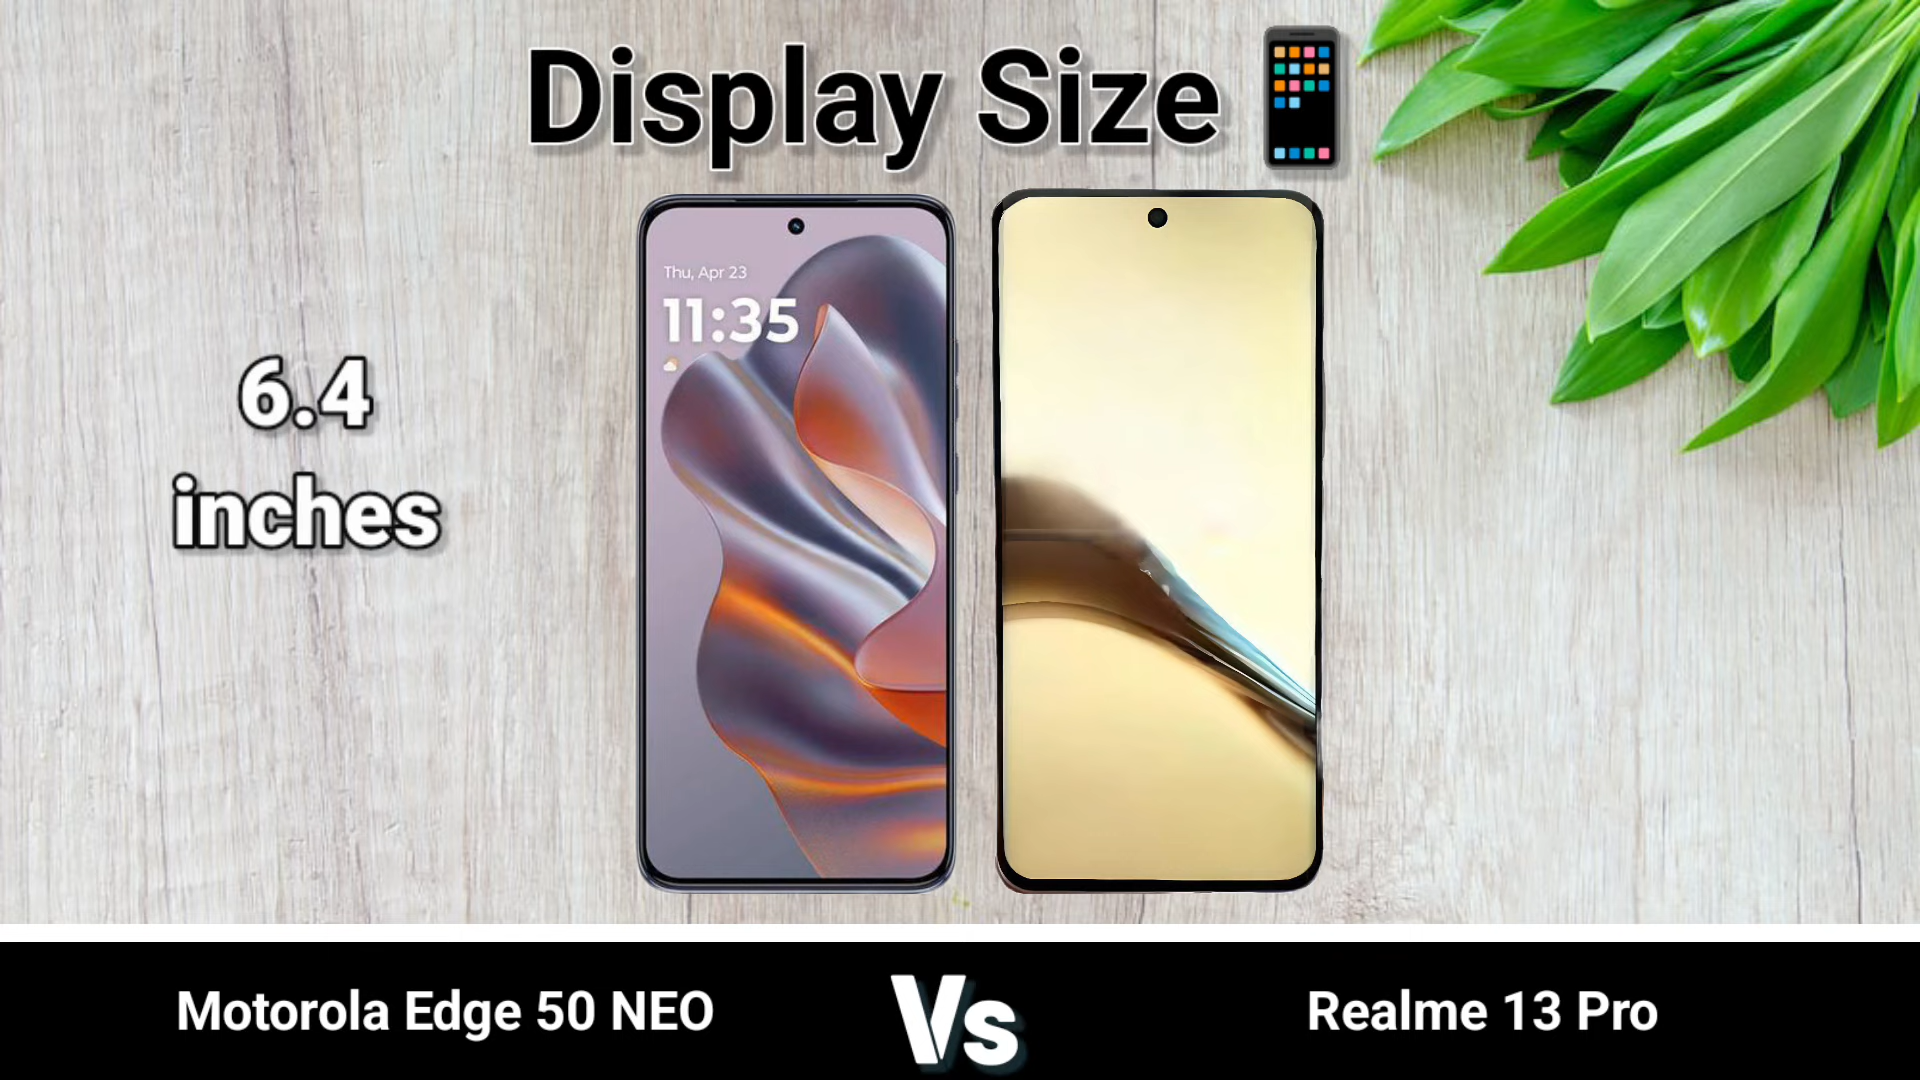 Display Size
Thu, Apr 23
11:35
6.4
inches
Motorola Edge 50 NEO
Vs
Realme 13 Pro